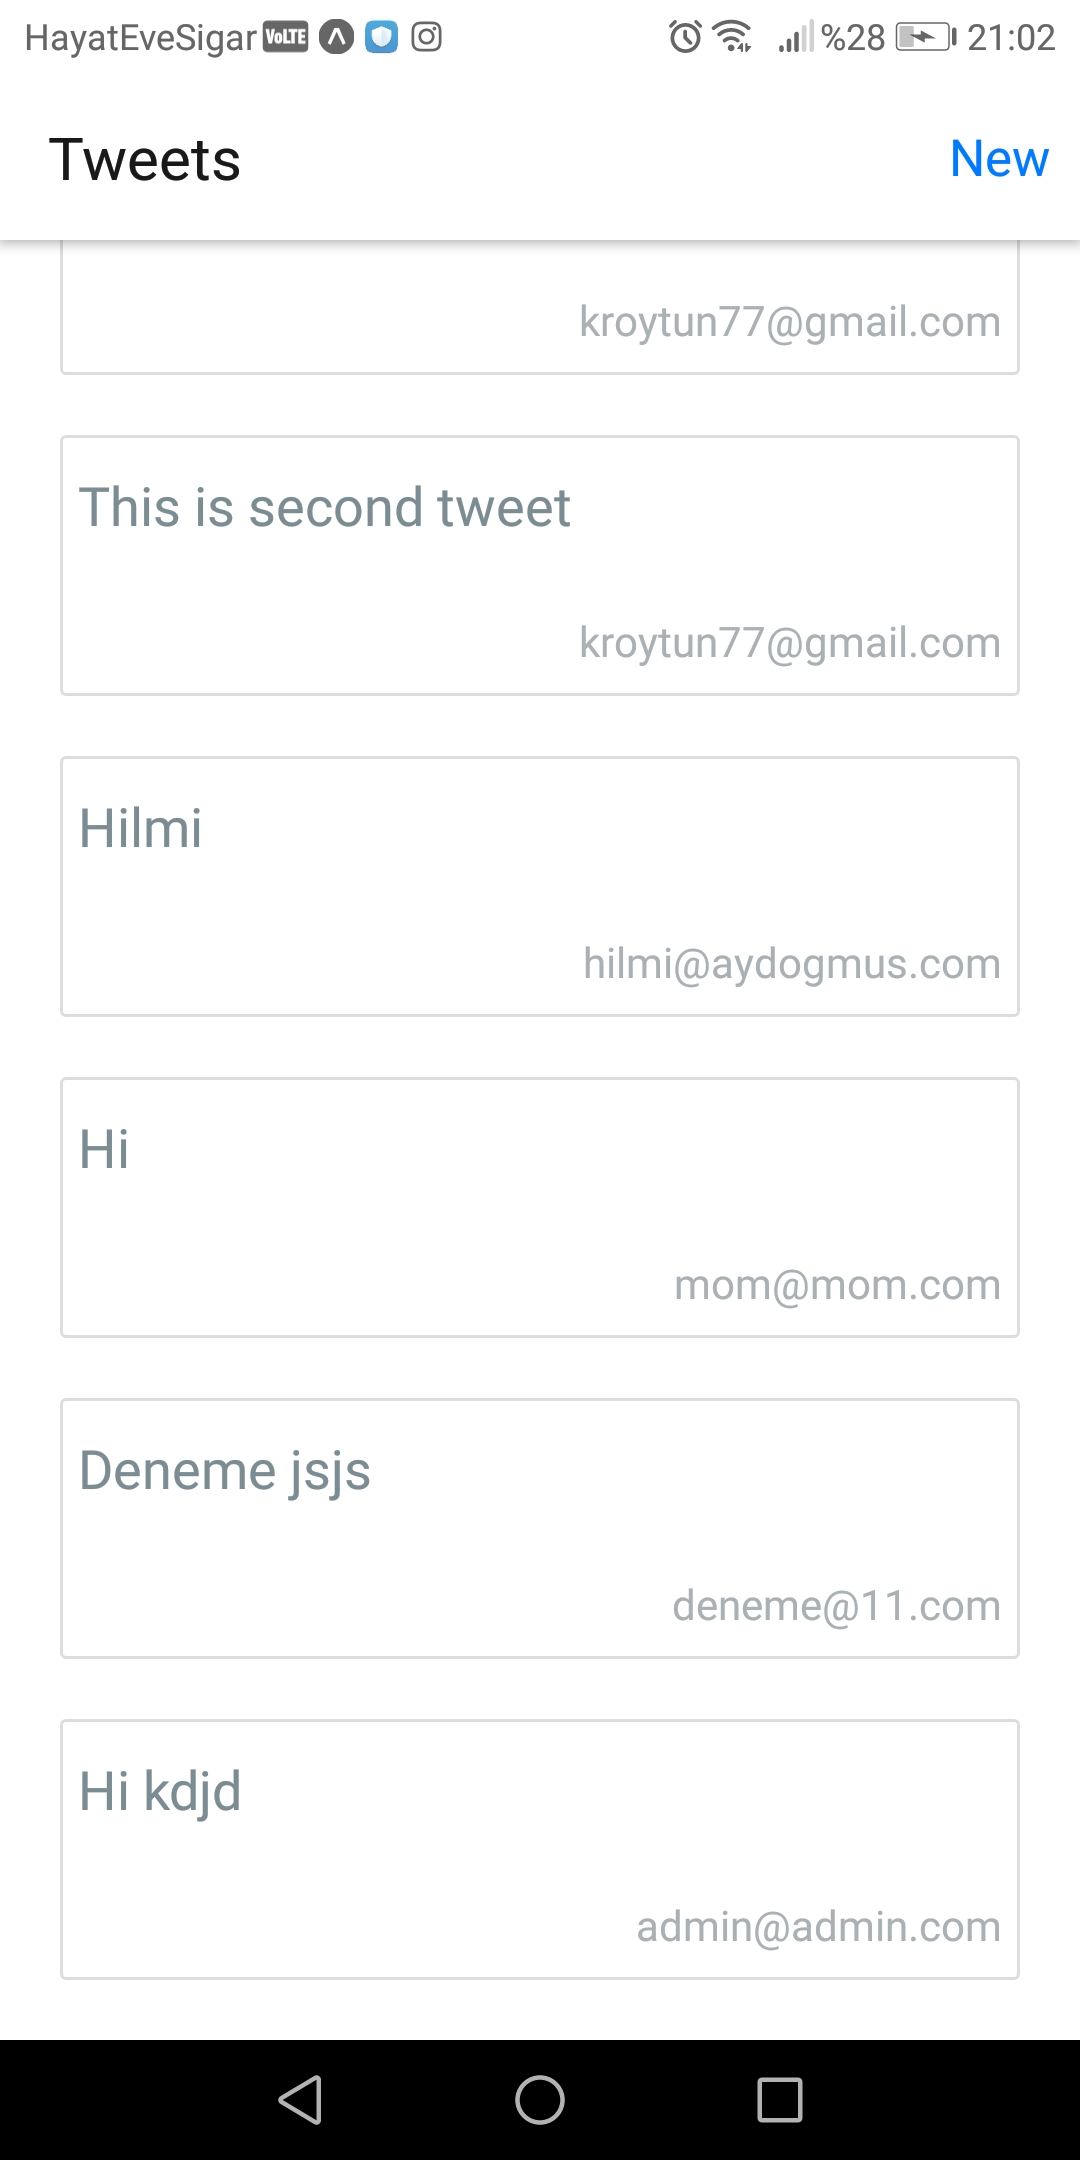 HayatEveSigar VoLTE %28 21:02
Tweets New
kroytun77@gmail.com
This is second tweet
kroytun77@gmail.com
Hilmi
hilmi@aydogmus.com
Hi
mom@mom.com
Deneme jsjs
deneme@11.com
Hi kdjd
admin@admin.com